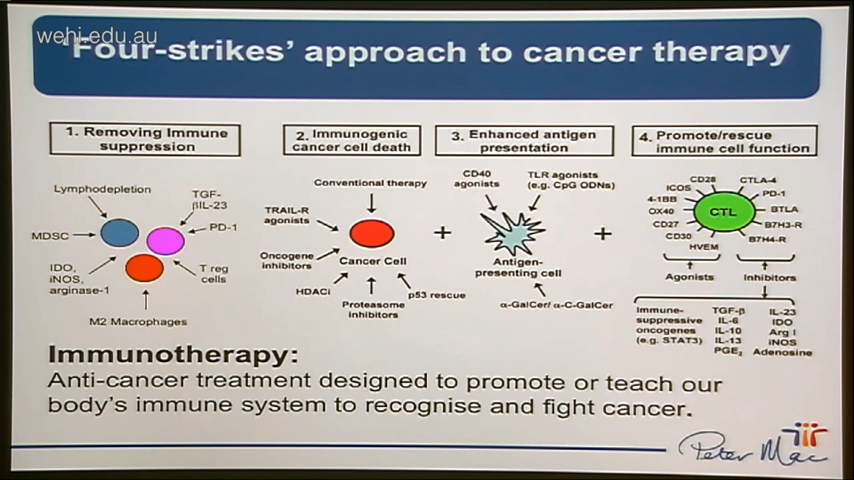 wehi.edu.au
'Four-strikes' approach to cancer therapy
1. Removing Immune
suppression
2. Immunogenic
cancer cell death
3. Enhanced antigen
presentation
4. Promote/rescue
immune cell function
Lymphodepletion
TGF-
βIL-23
MDSC
PD-1
IDO,
iNOS,
arginase-1
T reg
cells
M2 Macrophages
Conventional therapy
TRAIL-R
agonists
Oncogene
inhibitors
Cancer Cell
HDACi
Proteasome
inhibitors
p53 rescue
+
CD40
agonists
TLR agonists
(e.g. CpG ODNs)
Antigen-
presenting cell
α-GalCer/ α-C-GalCer
+
CD28
ICOS
4-1BB
OX40
CD27
CD30
HVEM
CTL
CTLA-4
PD-1
BTLA
B7H3-R
B7H4-R
Agonists
Inhibitors
Immune-
suppressive
oncogenes
(e.g. STAT3)
TGF-β
IL-6
IL-10
IL-13
PGE₂
IL-23
IDO
Arg I
iNOS
Adenosine
Immunotherapy:
Anti-cancer treatment designed to promote or teach our
body's immune system to recognise and fight cancer.
Peter Mac